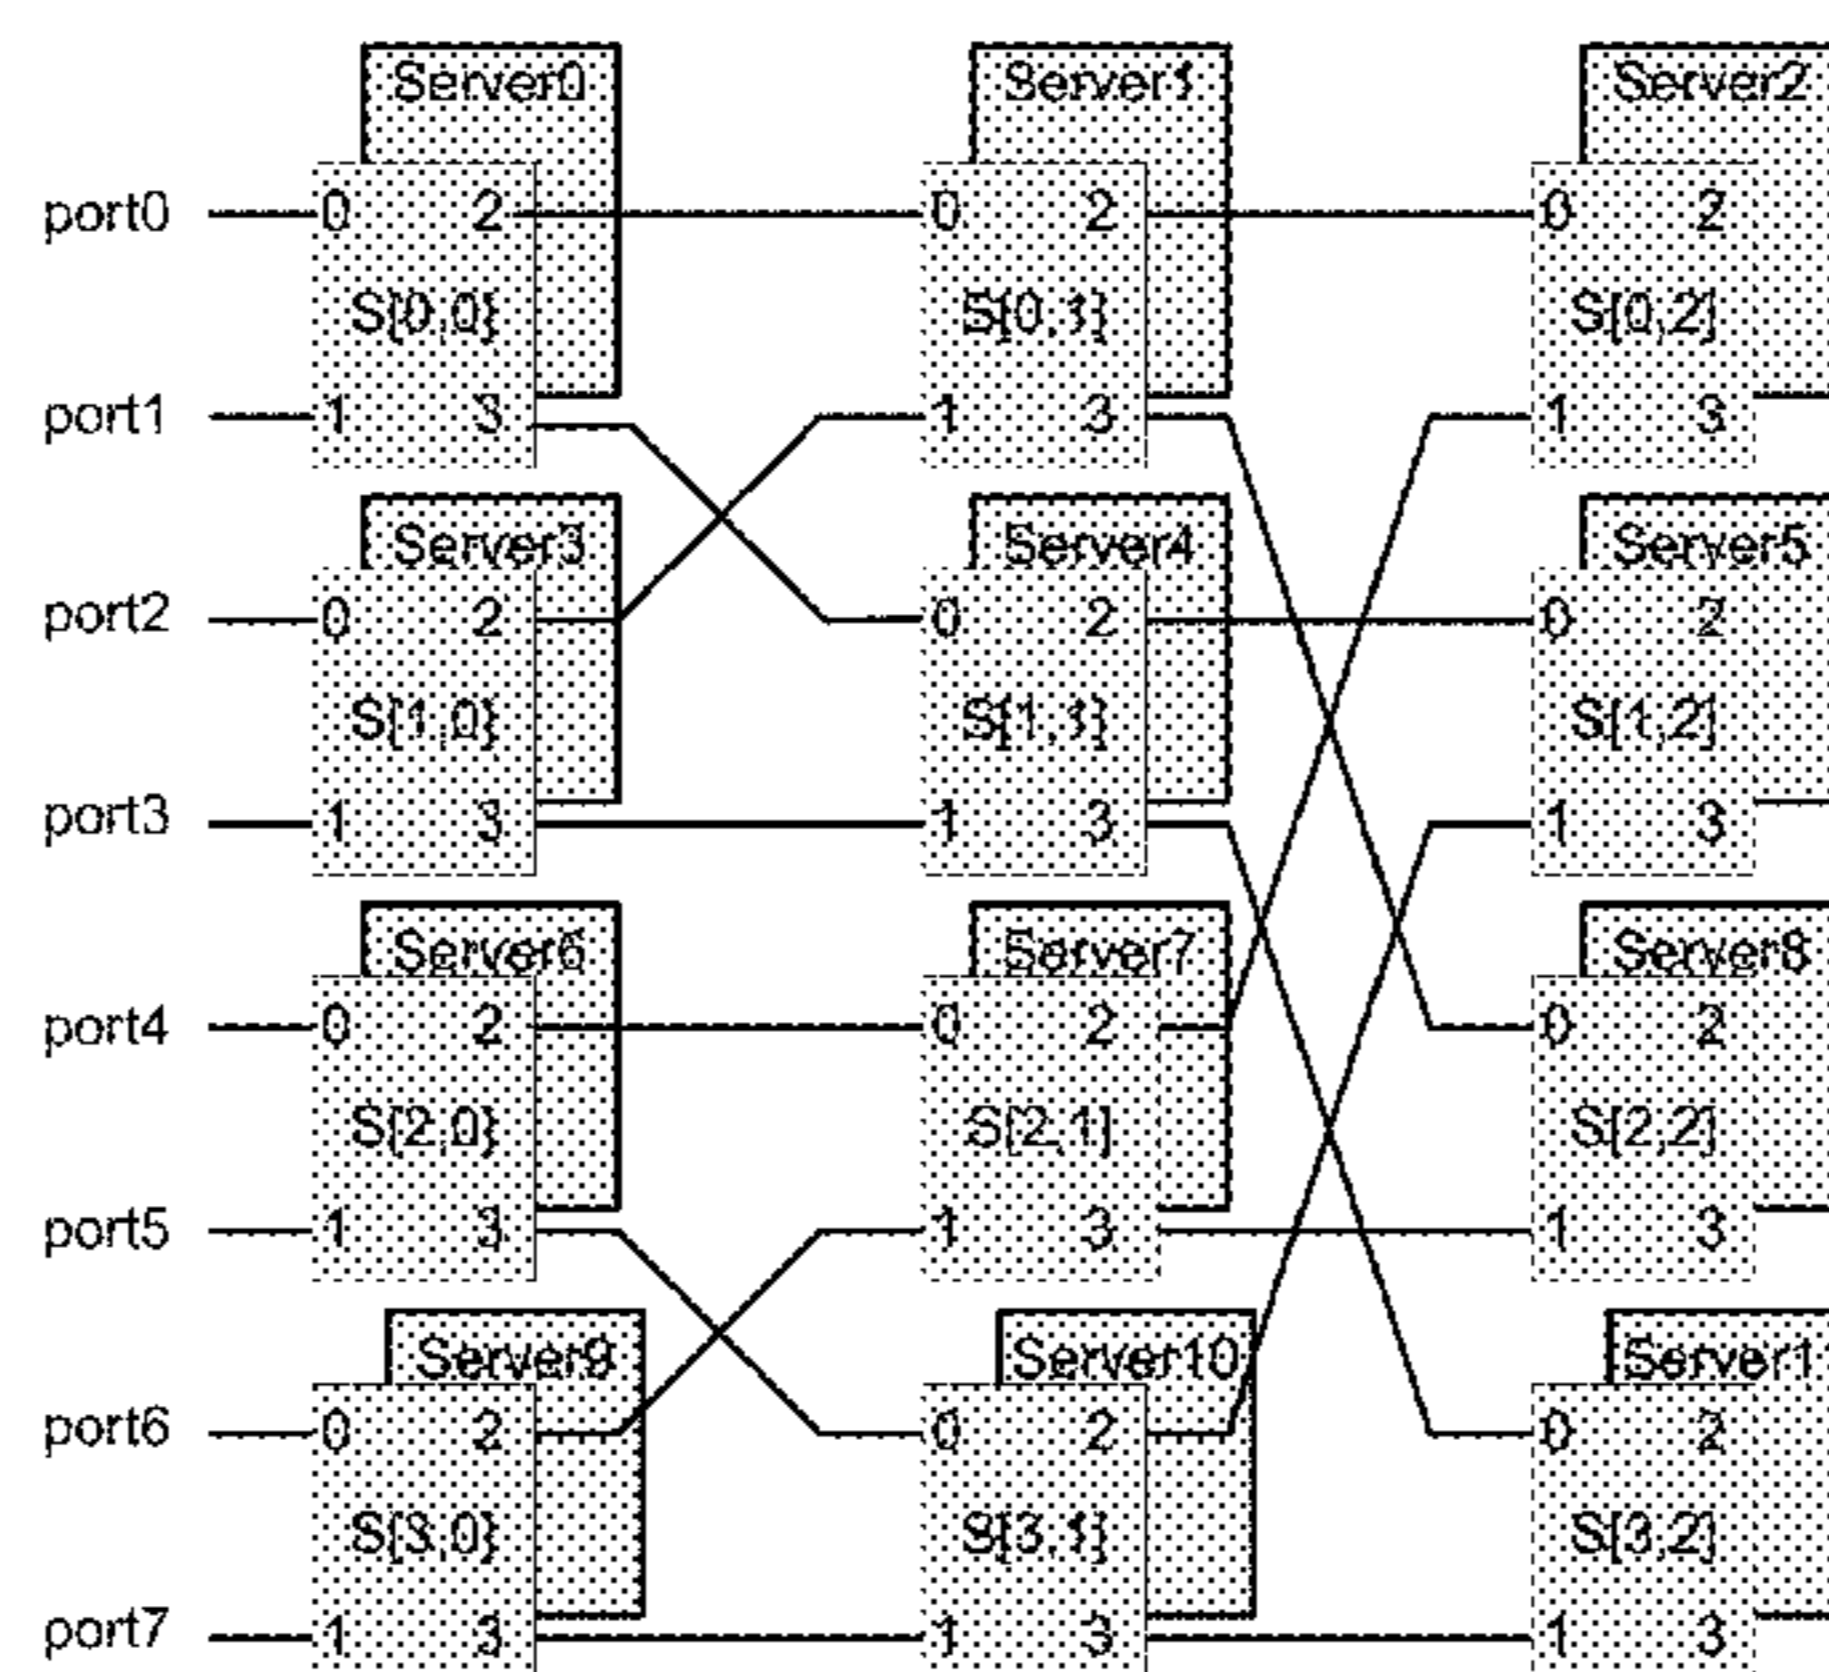 Server0 Server1 Server2
port0 0 2 0 2 0 2
S[0,0] S[0,1] S[0,2]
port1 1 3 1 3 1 3
Server3 Server4 Server5
port2 0 2 0 2 0 2
S[1,0] S[1,1] S[1,2]
port3 1 3 1 3 1 3
Server6 Server7 Server8
port4 0 2 0 2 0 2
S[2,0] S[2,1] S[2,2]
port5 1 3 1 3 1 3
Server9 Server10 Server11
port6 0 2 0 2 0 2
S[3,0] S[3,1] S[3,2]
port7 1 3 1 3 1 3